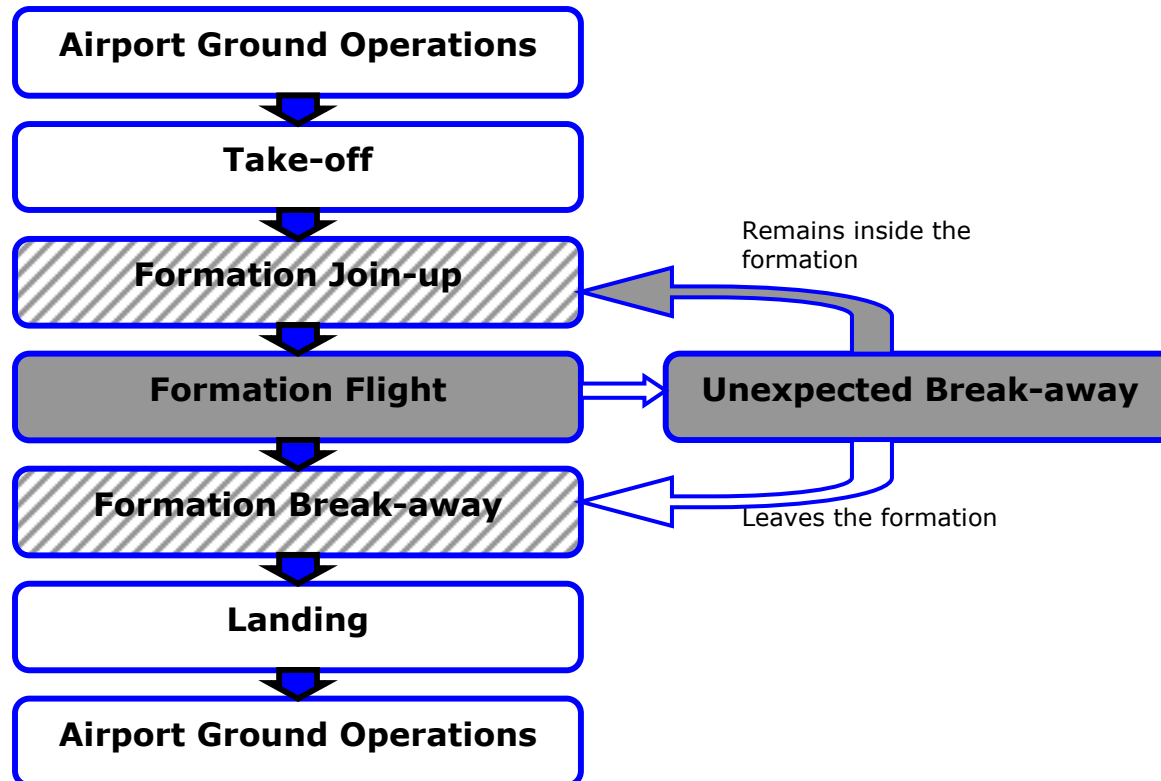 Airport Ground Operations
Take-off
Remains inside the
formation
Formation Join-up
Formation Flight
Unexpected Break-away
Formation Break-away
Leaves the formation
Landing
Airport Ground Operations